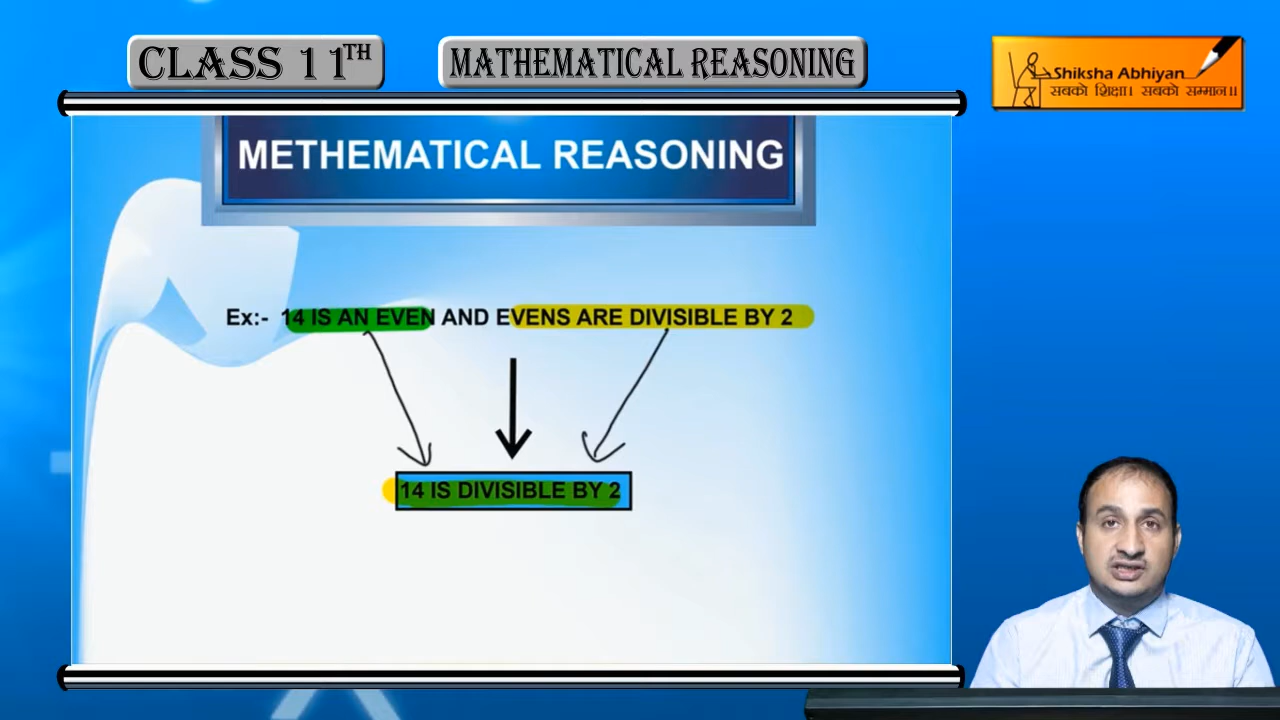 CLASS 11TH
MATHEMATICAL REASONING
Shiksha Abhiyan
सबको शिक्षा। सबको सम्मान॥
METHEMATICAL REASONING
Ex:- 14 IS AN EVEN AND EVENS ARE DIVISIBLE BY 2
14 IS DIVISIBLE BY 2